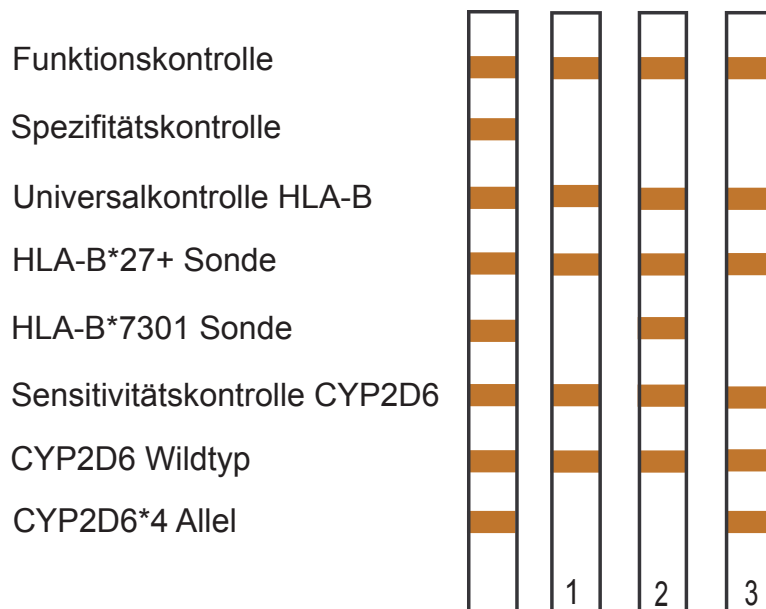 Funktionskontrolle
Spezifitätskontrolle
Universalkontrolle HLA-B
HLA-B*27+ Sonde
HLA-B*7301 Sonde
Sensitivitätskontrolle CYP2D6
CYP2D6 Wildtyp
CYP2D6*4 Allel
1 2 3